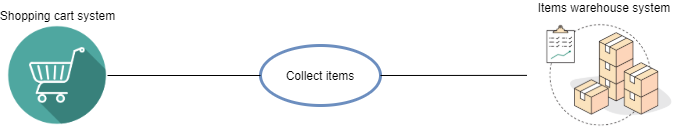 Shopping cart system
Items warehouse system
Collect items